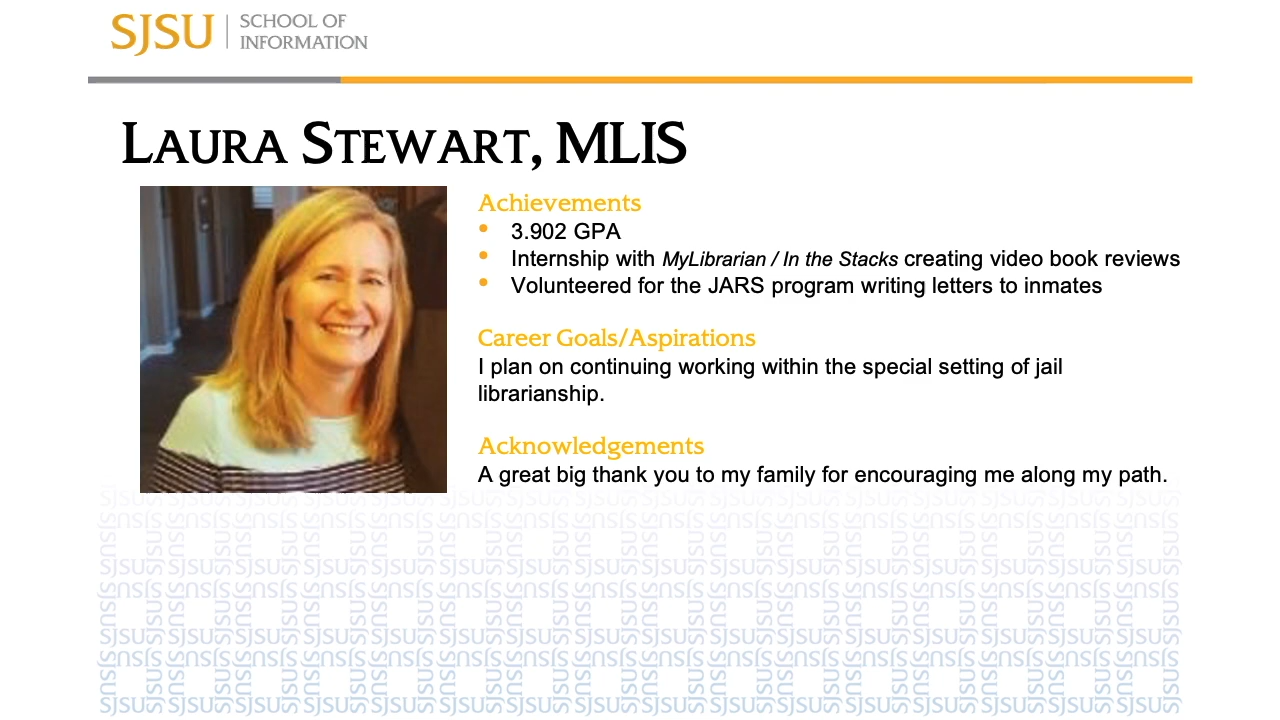 SJSU | SCHOOL OF
INFORMATION
LAURA STEWART, MLIS
Achievements
• 3.902 GPA
• Internship with MyLibrarian / In the Stacks creating video book reviews
• Volunteered for the JARS program writing letters to inmates
Career Goals/Aspirations
I plan on continuing working within the special setting of jail
librarianship.
Acknowledgements
A great big thank you to my family for encouraging me along my path.